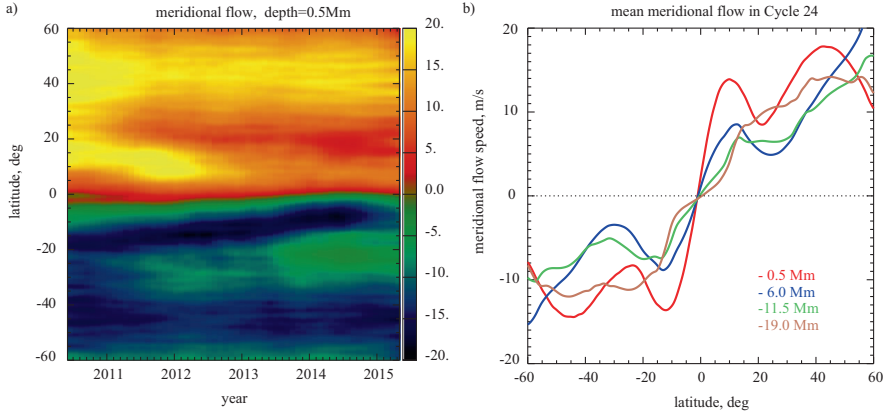 a)
meridional flow, depth=0.5Mm
60
40
20
0
-20
-40
-60
latitude, deg
2011
2012
2013
2014
2015
year
20.
15.
10.
5.
0.0
-5.
-10.
-15.
-20.
b)
mean meridional flow in Cycle 24
20
10
0
-10
-20
meridional flow speed, m/s
-60
-40
-20
0
20
40
60
latitude, deg
- 0.5 Mm
- 6.0 Mm
-11.5 Mm
-19.0 Mm